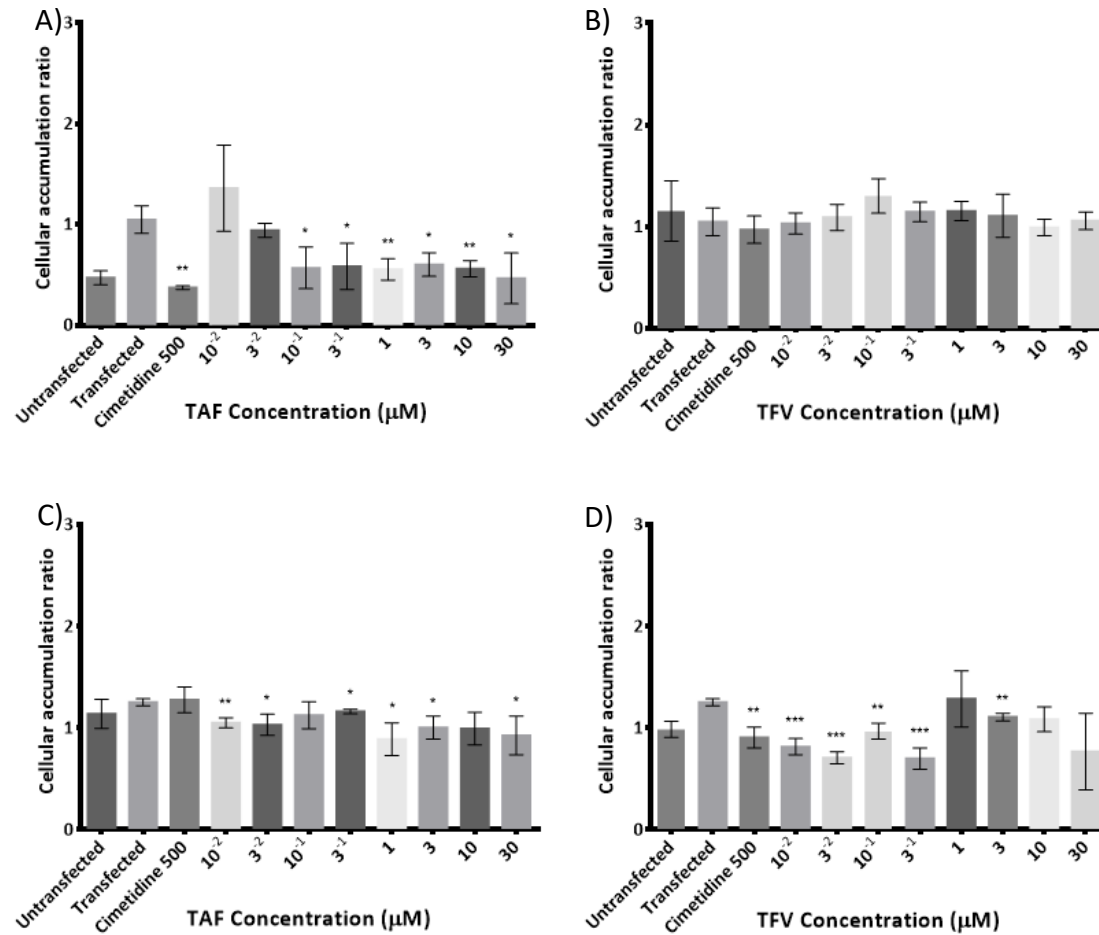 A)
3
2
1
0
Cellular accumulation ratio
** * * ** * ** *
Untransfected Transfected Cimetidine 500 10⁻² 3⁻² 10⁻¹ 3⁻¹ 1 3 10 30
TAF Concentration (μM)
B)
3
2
1
0
Cellular accumulation ratio
Untransfected Transfected Cimetidine 500 10⁻² 3⁻² 10⁻¹ 3⁻¹ 1 3 10 30
TFV Concentration (μM)
C)
3
2
1
0
Cellular accumulation ratio
** * * * * *
Untransfected Transfected Cimetidine 500 10⁻² 3⁻² 10⁻¹ 3⁻¹ 1 3 10 30
TAF Concentration (μM)
D)
3
2
1
0
Cellular accumulation ratio
** *** *** ** *** **
Untransfected Transfected Cimetidine 500 10⁻² 3⁻² 10⁻¹ 3⁻¹ 1 3 10 30
TFV Concentration (μM)